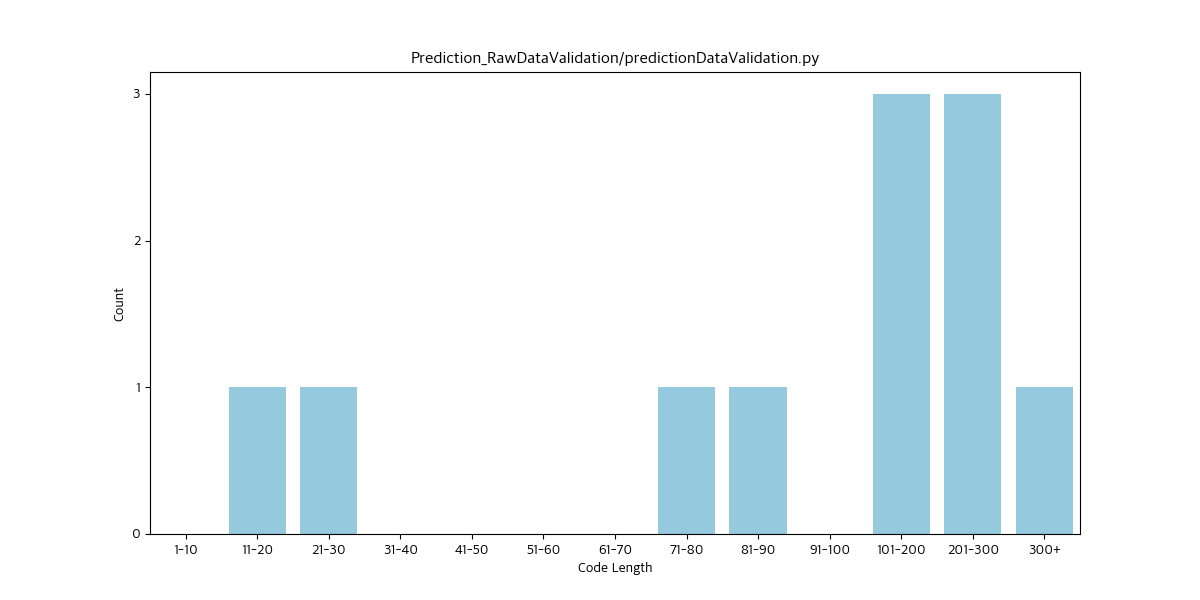 Prediction_RawDataValidation/predictionDataValidation.py
3
2
1
0
Count
1-10 11-20 21-30 31-40 41-50 51-60 61-70 71-80 81-90 91-100 101-200 201-300 300+
Code Length